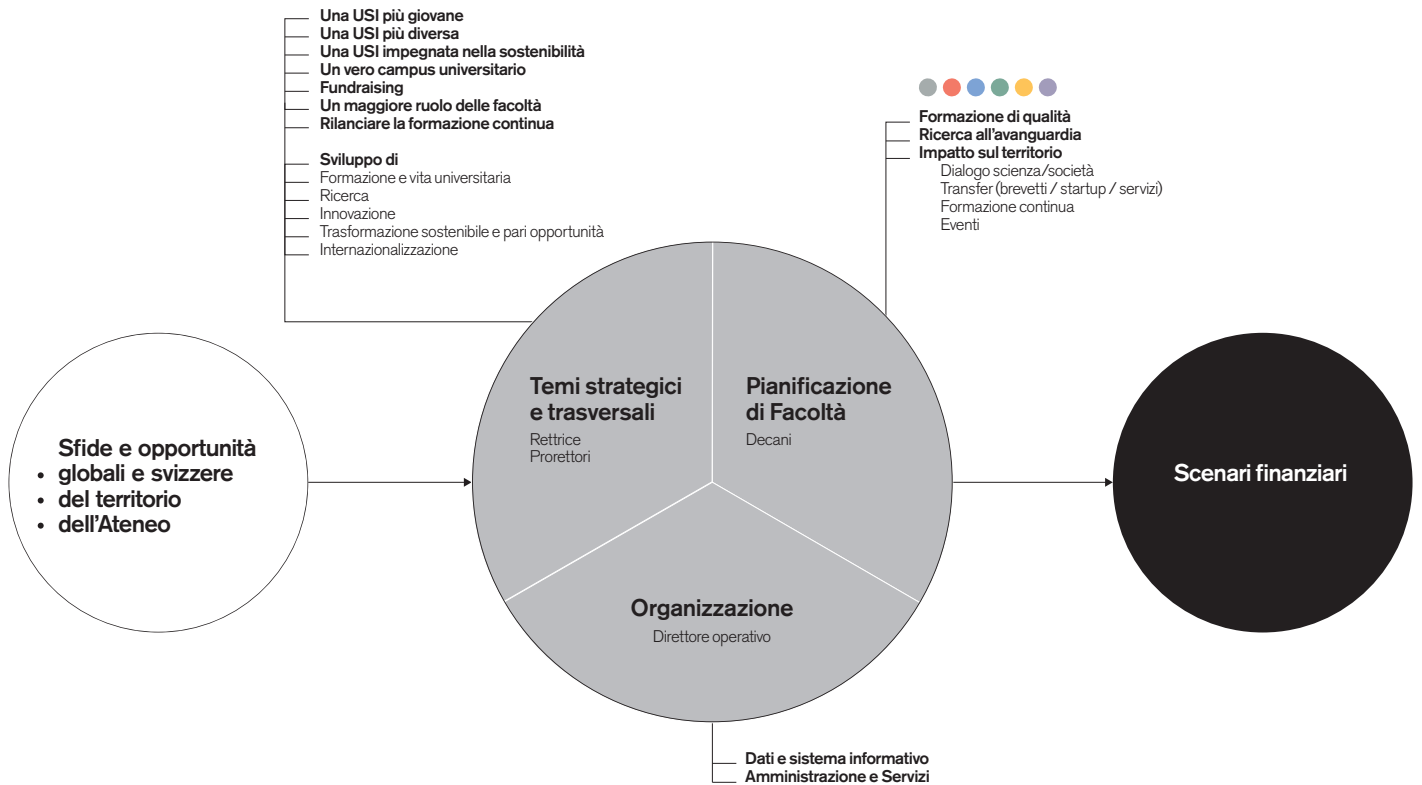 Una USI più giovane
Una USI più diversa
Una USI impegnata nella sostenibilità
Un vero campus universitario
Fundraising
Un maggiore ruolo delle facoltà
Rilanciare la formazione continua
Sviluppo di
Formazione e vita universitaria
Ricerca
Innovazione
Trasformazione sostenibile e pari opportunità
Internazionalizzazione
Formazione di qualità
Ricerca all'avanguardia
Impatto sul territorio
Dialogo scienza/società
Transfer (brevetti / startup / servizi)
Formazione continua
Eventi
Sfide e opportunità
• globali e svizzere
• del territorio
• dell'Ateneo
Temi strategici
e trasversali
Rettrice
Prorettori
Pianificazione
di Facoltà
Decani
Organizzazione
Direttore operativo
Scenari finanziari
Dati e sistema informativo
Amministrazione e Servizi